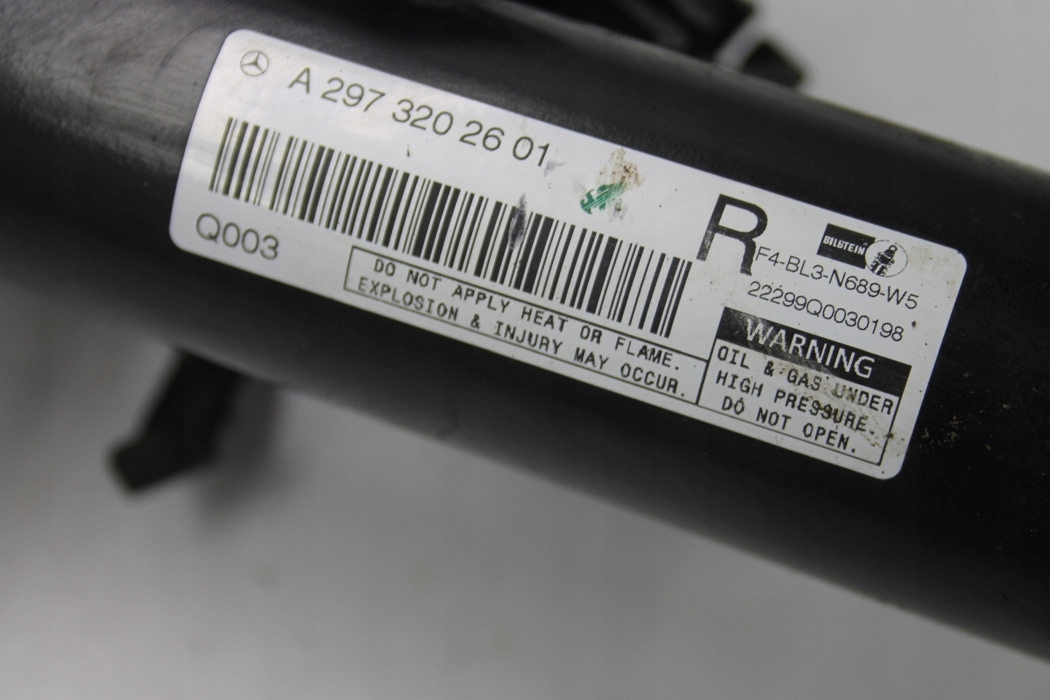 A 297 320 26 01
Q003
DO NOT APPLY HEAT OR FLAME.
EXPLOSION & INJURY MAY OCCUR.
R
BILSTEIN
F4-BL3-N689-W5
22299Q0030198
WARNING
OIL & GAS UNDER
HIGH PRESSURE.
DO NOT OPEN.